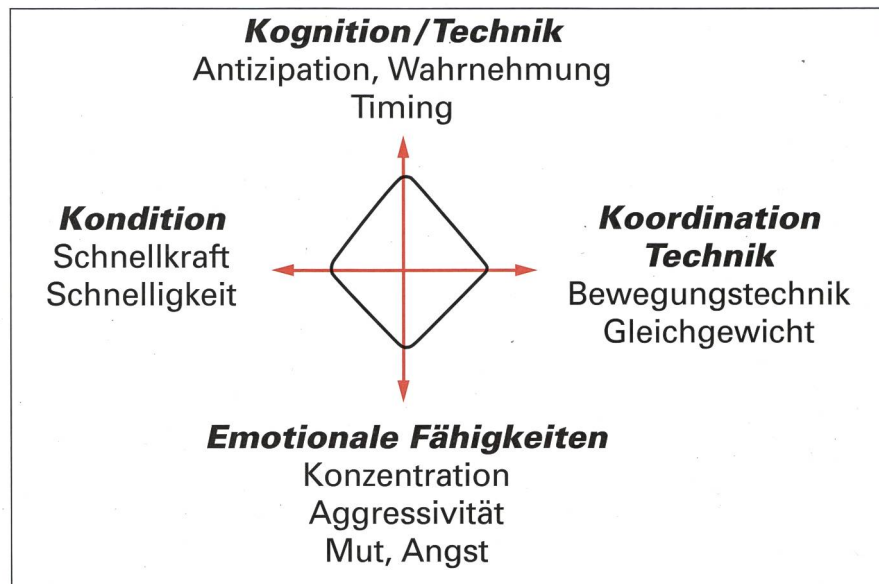 Kognition/Technik
Antizipation, Wahrnehmung
Timing
Kondition
Schnellkraft
Schnelligkeit
Koordination
Technik
Bewegungstechnik
Gleichgewicht
Emotionale Fähigkeiten
Konzentration
Aggressivität
Mut, Angst